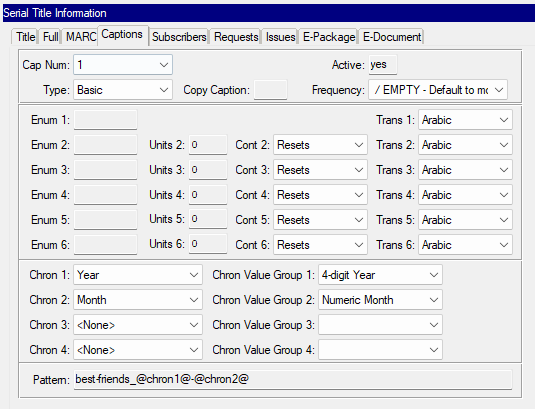 Serial Title Information
Title Full MARC Captions Subscribers Requests Issues E-Package E-Document
Cap Num: 1 Active: yes
Type: Basic Copy Caption: Frequency: / EMPTY - Default to mo
Enum 1: Trans 1: Arabic
Enum 2: Units 2: 0 Cont 2: Resets Trans 2: Arabic
Enum 3: Units 3: 0 Cont 3: Resets Trans 3: Arabic
Enum 4: Units 4: 0 Cont 4: Resets Trans 4: Arabic
Enum 5: Units 5: 0 Cont 5: Resets Trans 5: Arabic
Enum 6: Units 6: 0 Cont 6: Resets Trans 6: Arabic
Chron 1: Year Chron Value Group 1: 4-digit Year
Chron 2: Month Chron Value Group 2: Numeric Month
Chron 3: <None> Chron Value Group 3:
Chron 4: <None> Chron Value Group 4:
Pattern: best-friends_@chron1@-@chron2@